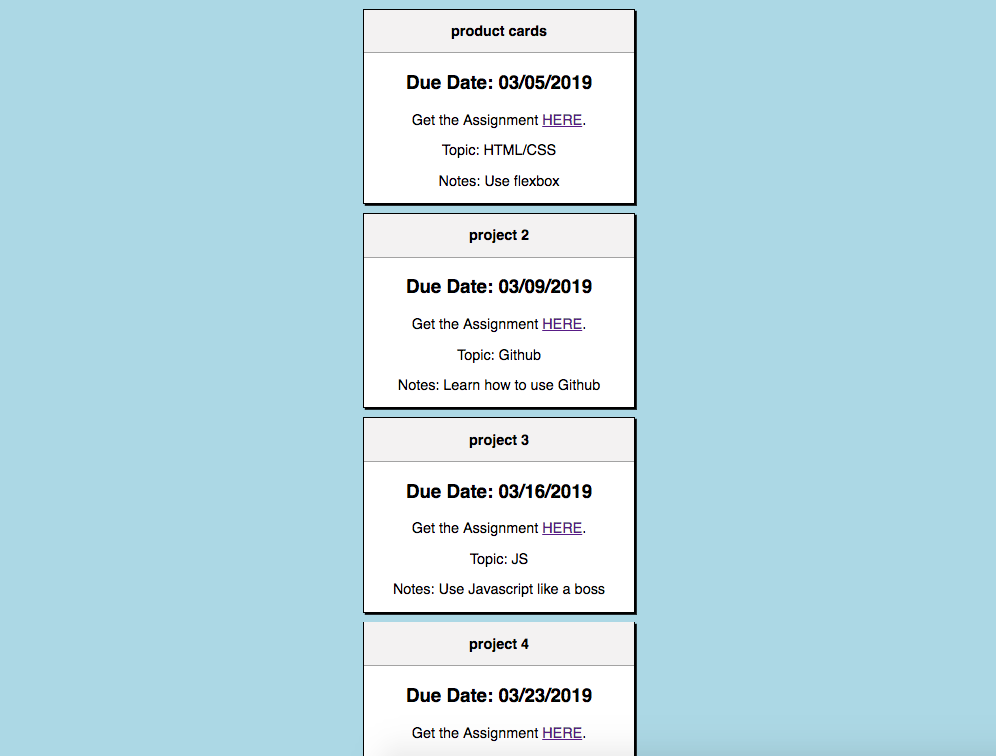 product cards
Due Date: 03/05/2019
Get the Assignment HERE.
Topic: HTML/CSS
Notes: Use flexbox
project 2
Due Date: 03/09/2019
Get the Assignment HERE.
Topic: Github
Notes: Learn how to use Github
project 3
Due Date: 03/16/2019
Get the Assignment HERE.
Topic: JS
Notes: Use Javascript like a boss
project 4
Due Date: 03/23/2019
Get the Assignment HERE.